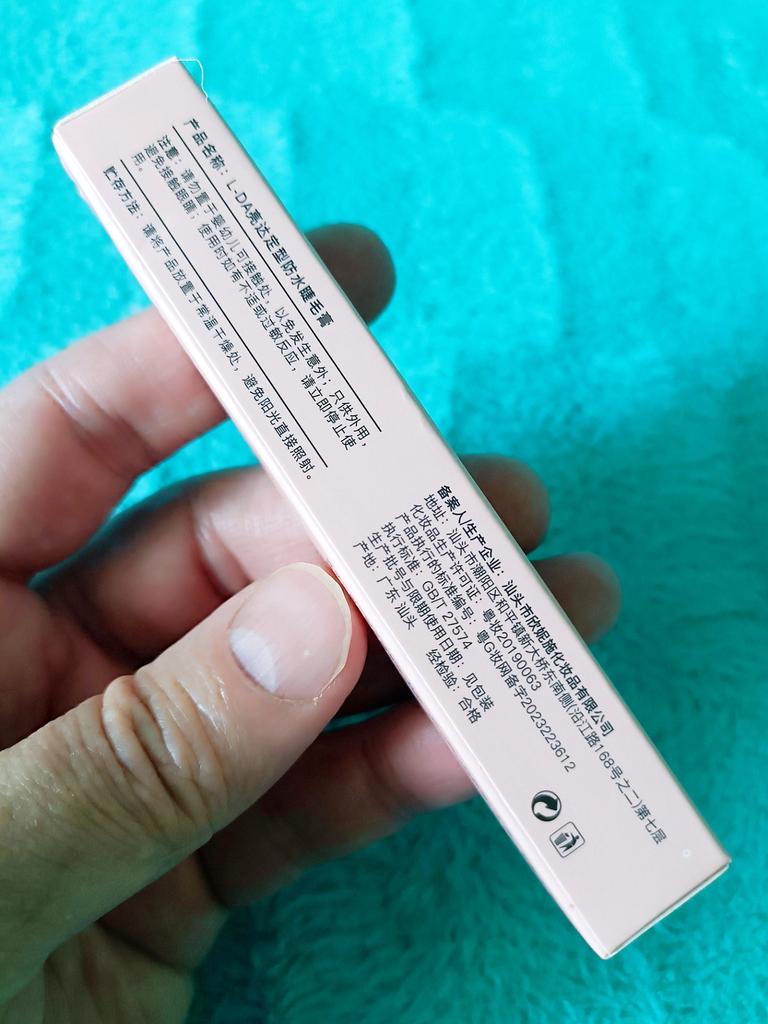 产品名称：L-DA亮达定型防水睫毛膏
注意：请勿置于婴幼儿可接触处，以免发生意外；只供外用，
避免接触眼睛；使用时如有不适或过敏反应，请立即停止使
用。
贮存方法：请将产品放置于常温干燥处，避免阳光直接照射。
备案人/生产企业：汕头市欣妮施化妆品有限公司
地址：汕头市潮阳区和平镇新大桥东南侧(沿江路168号之二)第七层
化妆品生产许可证：粤妆20190063
产品执行的标准编号：粤G妆网备字2023223612
执行标准：GB/T 27574
生产批号与限期使用日期：见包装
产地：广东汕头 经检验：合格